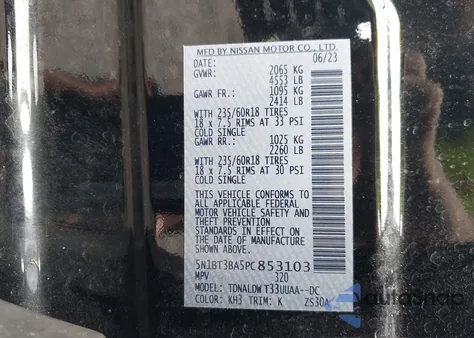 MFD BY NISSAN MOTOR CO., LTD.
DATE: 06/23
GVWR: 2065 KG
4553 LB
GAWR FR.: 1095 KG
2414 LB
WITH 235/60R18 TIRES
18 x 7.5 RIMS AT 33 PSI
COLD SINGLE
GAWR RR.: 1025 KG
2260 LB
WITH 235/60R18 TIRES
18 x 7.5 RIMS AT 30 PSI
COLD SINGLE
THIS VEHICLE CONFORMS TO
ALL APPLICABLE FEDERAL
MOTOR VEHICLE SAFETY AND
THEFT PREVENTION
STANDARDS IN EFFECT ON
THE DATE OF MANUFACTURE
SHOWN ABOVE.
5N1BT3BA5PC853103
MPV 320
MODEL: TDNALDW T33UUAA--DC
COLOR: KH3 TRIM: K ZS30A
AutoSnap